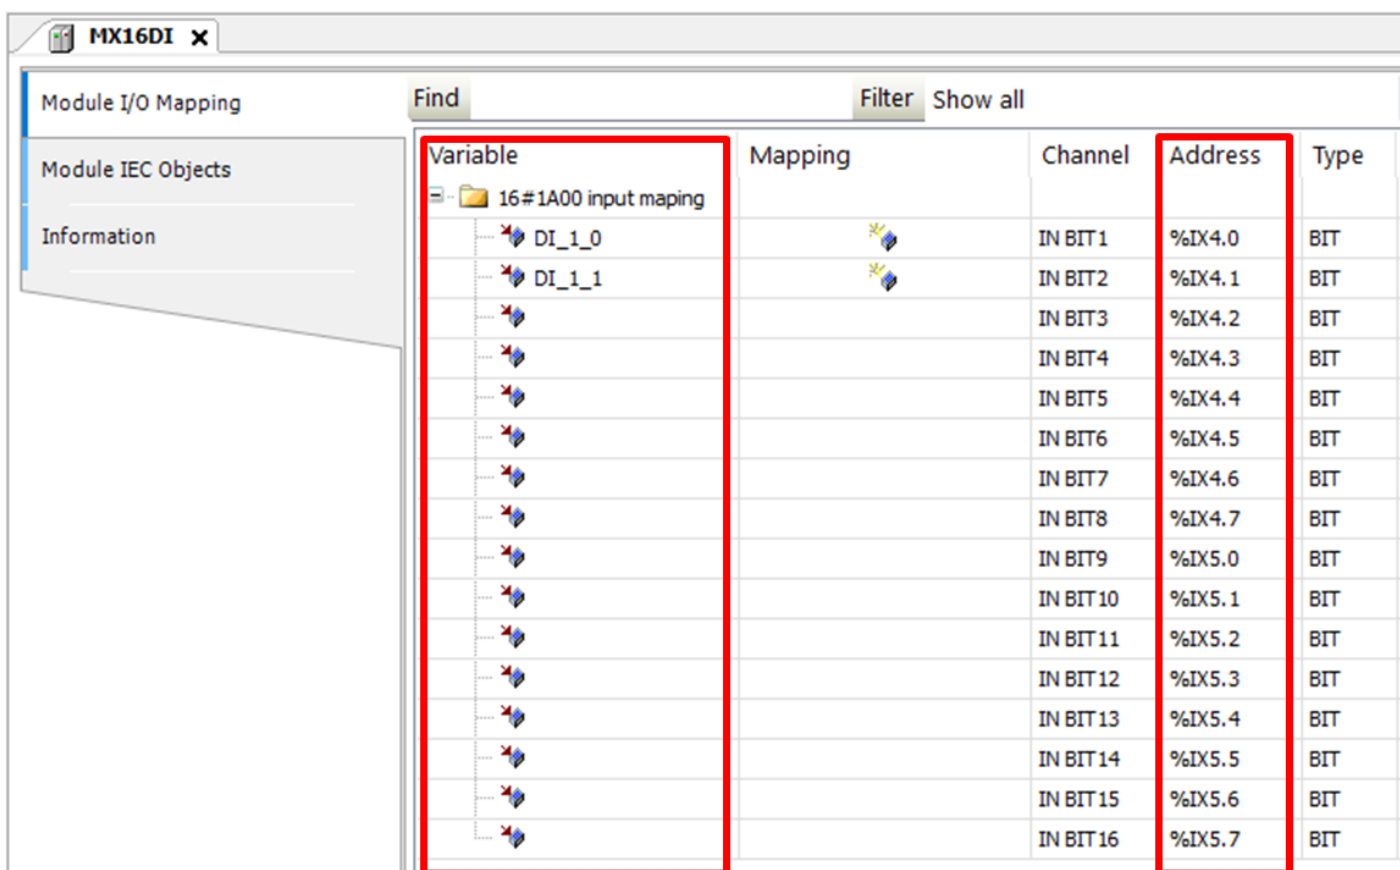 MX16DI
Module I/O Mapping
Module IEC Objects
Information
Find Filter Show all
Variable Mapping Channel Address Type
16#1A00 input maping
DI_1_0 IN BIT1 %IX4.0 BIT
DI_1_1 IN BIT2 %IX4.1 BIT
IN BIT3 %IX4.2 BIT
IN BIT4 %IX4.3 BIT
IN BIT5 %IX4.4 BIT
IN BIT6 %IX4.5 BIT
IN BIT7 %IX4.6 BIT
IN BIT8 %IX4.7 BIT
IN BIT9 %IX5.0 BIT
IN BIT10 %IX5.1 BIT
IN BIT11 %IX5.2 BIT
IN BIT12 %IX5.3 BIT
IN BIT13 %IX5.4 BIT
IN BIT14 %IX5.5 BIT
IN BIT15 %IX5.6 BIT
IN BIT16 %IX5.7 BIT